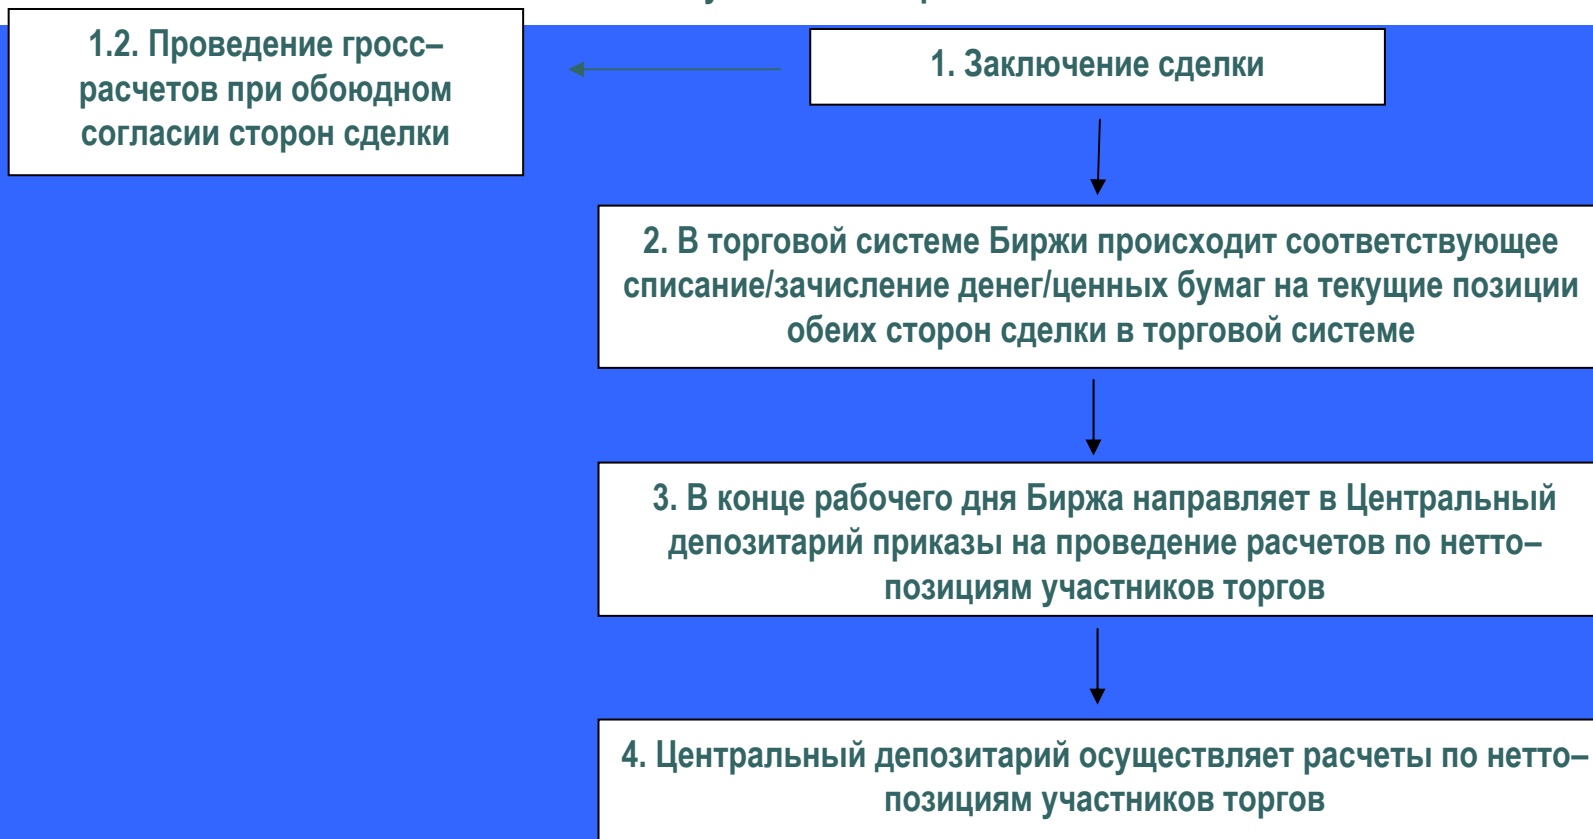 1.2. Проведение гросс–
расчетов при обоюдном
согласии сторон сделки
1. Заключение сделки
2. В торговой системе Биржи происходит соответствующее
списание/зачисление денег/ценных бумаг на текущие позиции
обеих сторон сделки в торговой системе
3. В конце рабочего дня Биржа направляет в Центральный
депозитарий приказы на проведение расчетов по нетто–
позициям участников торгов
4. Центральный депозитарий осуществляет расчеты по нетто–
позициям участников торгов